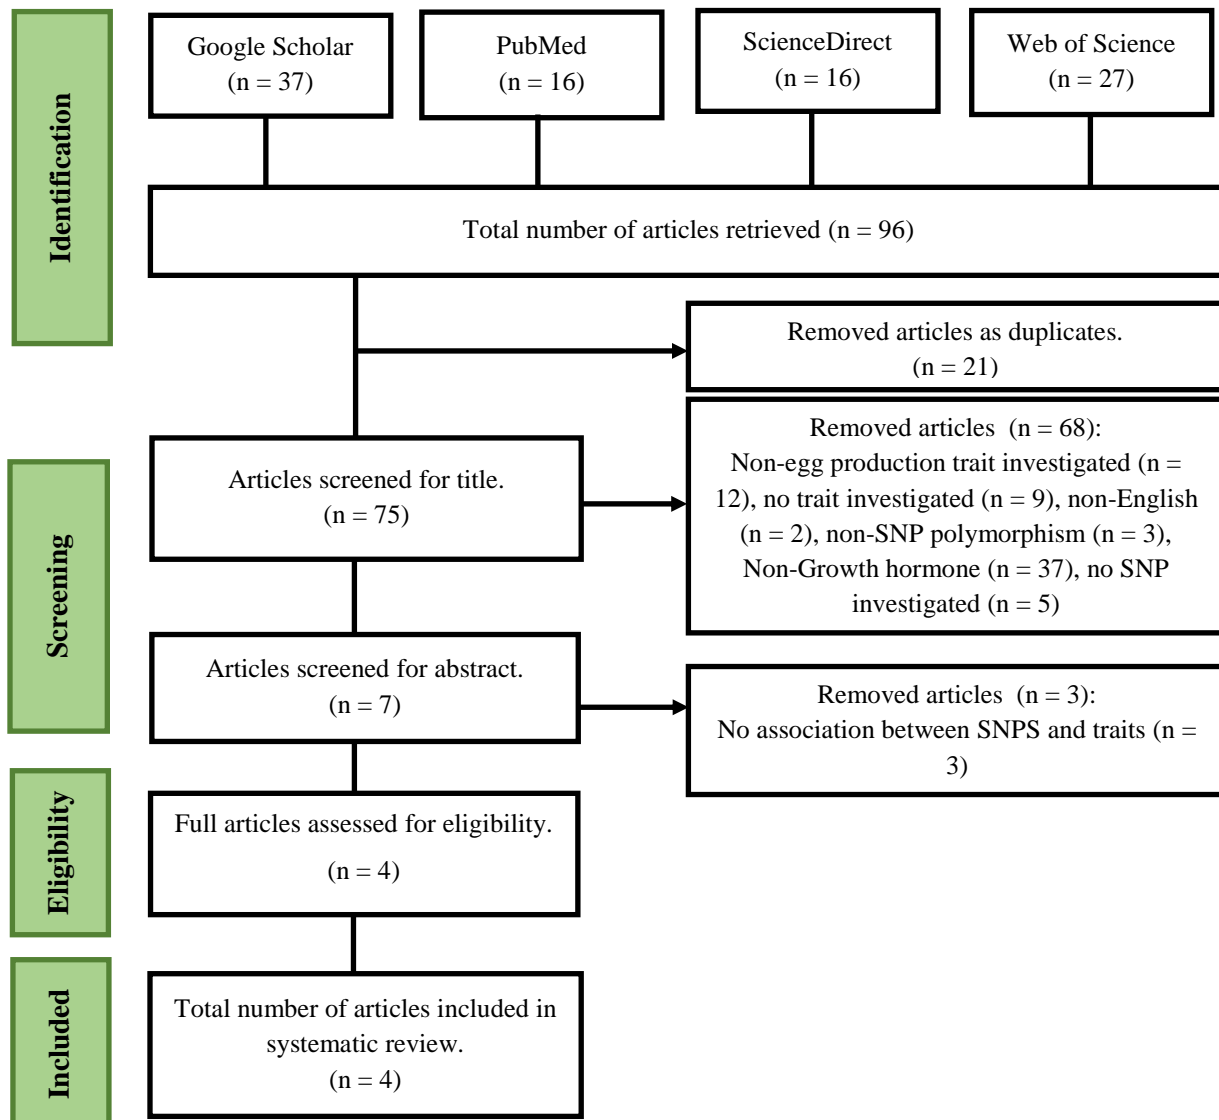 Identification
Google Scholar
(n = 37)
PubMed
(n = 16)
ScienceDirect
(n = 16)
Web of Science
(n = 27)
Total number of articles retrieved (n = 96)
Removed articles as duplicates.
(n = 21)
Screening
Articles screened for title.
(n = 75)
Removed articles  (n = 68):
Non-egg production trait investigated (n =
12), no trait investigated (n = 9), non-English
(n = 2), non-SNP polymorphism (n = 3),
Non-Growth hormone (n = 37), no SNP
investigated (n = 5)
Articles screened for abstract.
(n = 7)
Removed articles  (n = 3):
No association between SNPS and traits (n =
3)
Eligibility
Full articles assessed for eligibility.
(n = 4)
Included
Total number of articles included in
systematic review.
(n = 4)